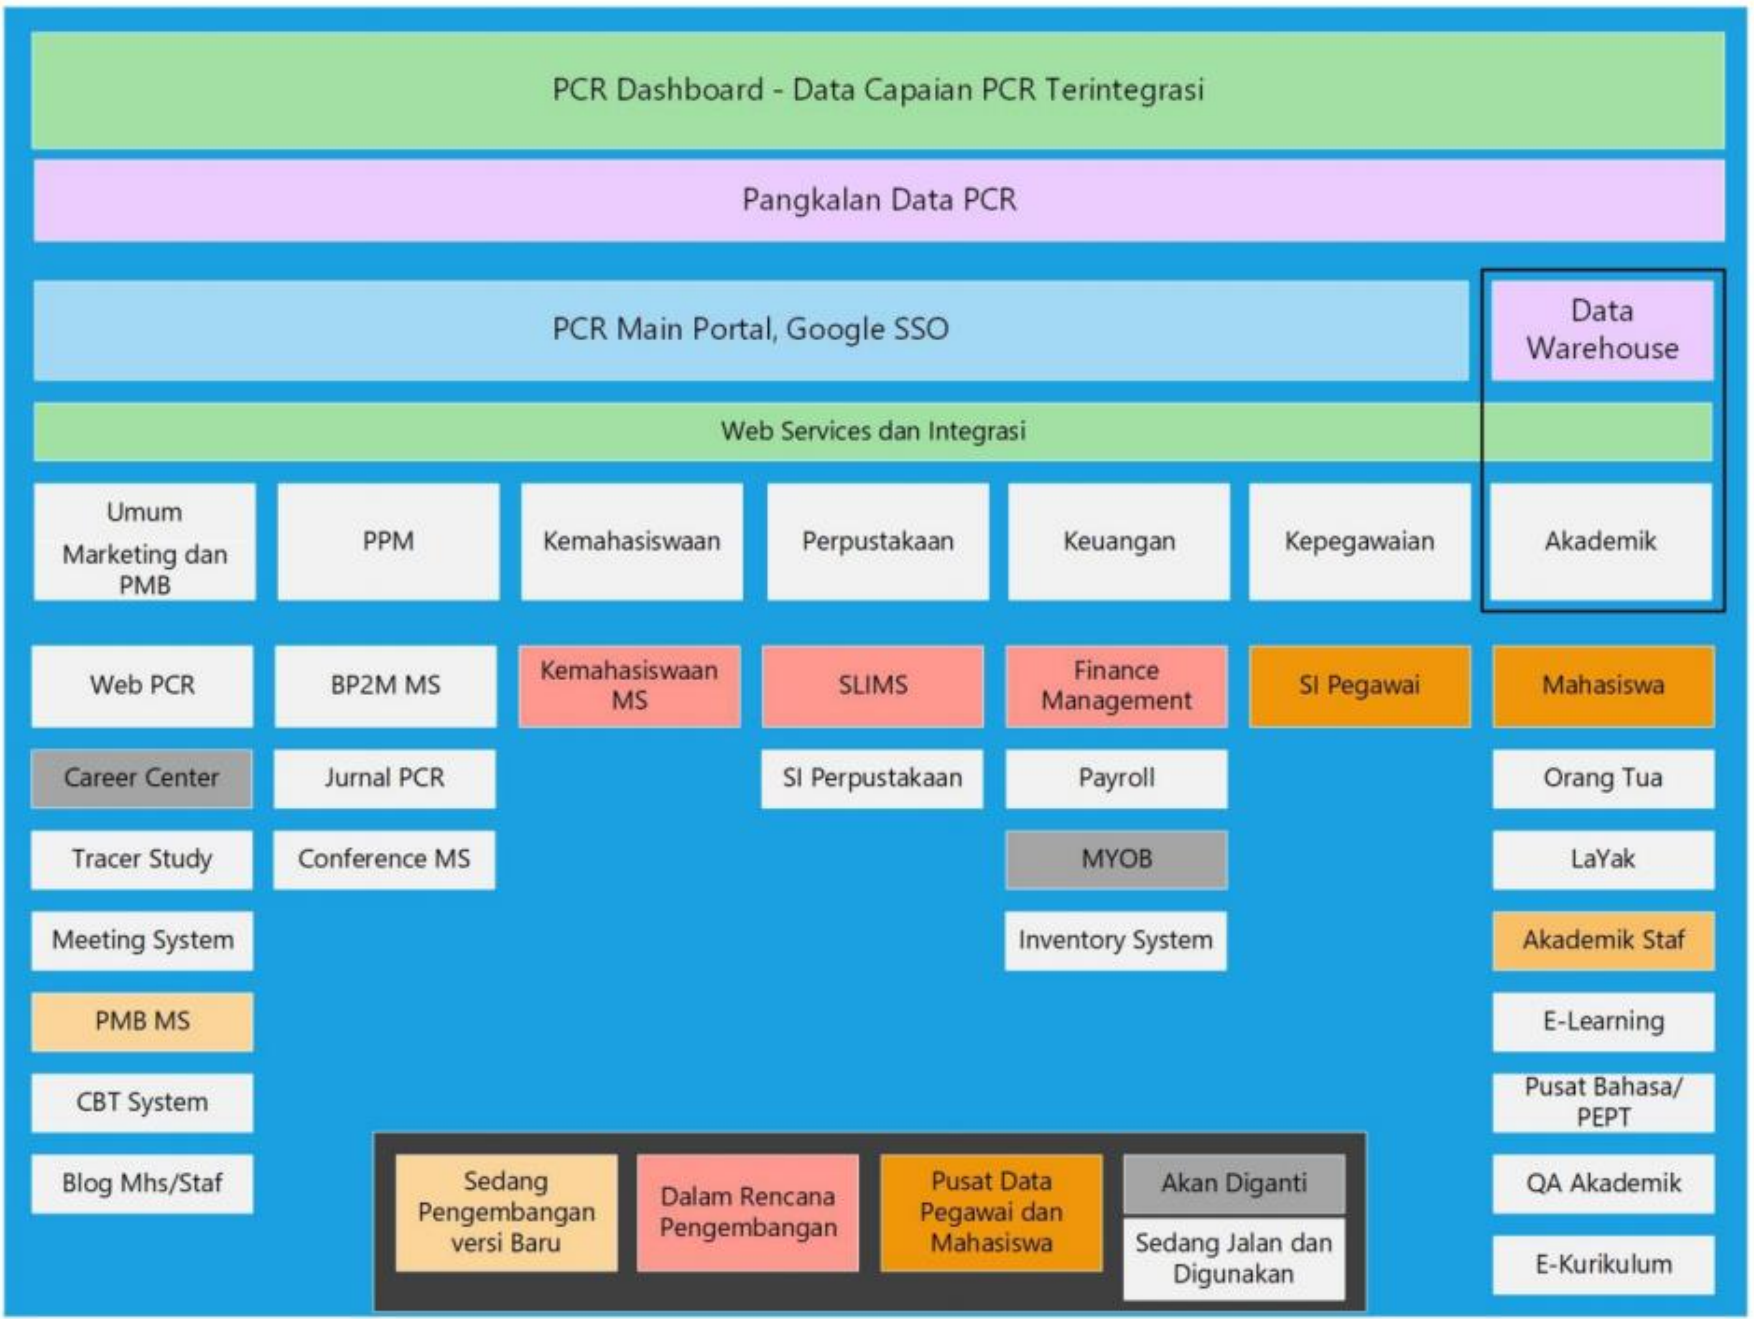 PCR Dashboard - Data Capaian PCR Terintegrasi
Pangkalan Data PCR
PCR Main Portal, Google SSO
Data
Warehouse
Web Services dan Integrasi
Umum
Marketing dan
PMB
PPM
Kemahasiswaan
Perpustakaan
Keuangan
Kepegawaian
Akademik
Web PCR
BP2M MS
Kemahasiswaan
MS
SLIMS
Finance
Management
SI Pegawai
Mahasiswa
Career Center
Jurnal PCR
SI Perpustakaan
Payroll
Orang Tua
Tracer Study
Conference MS
MYOB
LaYak
Meeting System
Inventory System
Akademik Staf
PMB MS
E-Learning
CBT System
Pusat Bahasa/
PEPT
Blog Mhs/Staf
QA Akademik
E-Kurikulum
Sedang
Pengembangan
versi Baru
Dalam Rencana
Pengembangan
Pusat Data
Pegawai dan
Mahasiswa
Akan Diganti
Sedang Jalan dan
Digunakan